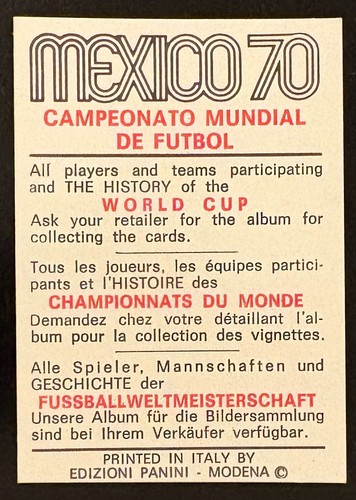 MEXICO 70
CAMPEONATO MUNDIAL
DE FUTBOL
All players and teams participating
and THE HISTORY of the
WORLD CUP
Ask your retailer for the album for
collecting the cards.
Tous les joueurs, les équipes partici-
pants et l'HISTOIRE des
CHAMPIONNATS DU MONDE
Demandez chez votre détaillant l'al-
bum pour la collection des vignettes.
Alle Spieler, Mannschaften und
GESCHICHTE der
FUSSBALLWELTMEISTERSCHAFT
Unsere Album für die Bildersammlung
sind bei Ihrem Verkäufer verfügbar.
PRINTED IN ITALY BY
EDIZIONI PANINI - MODENA ©